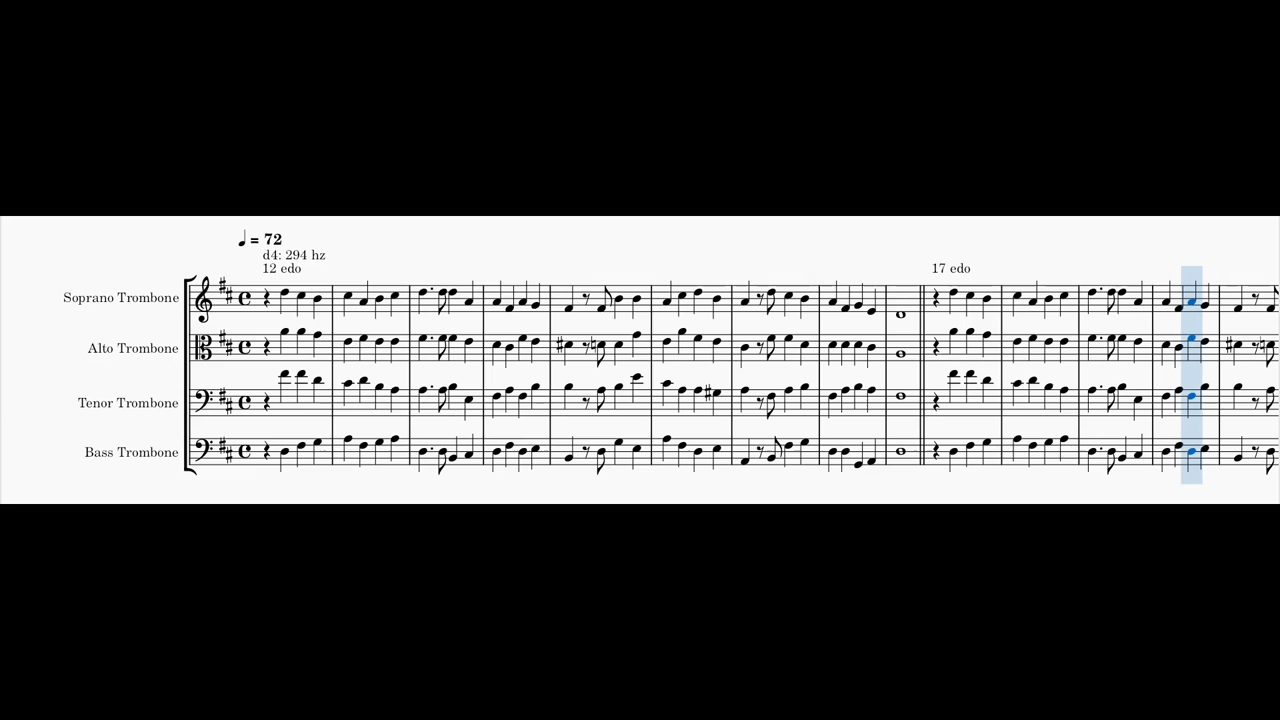 ♩ = 72
d4: 294 hz
12 edo
17 edo
Soprano Trombone
Alto Trombone
Tenor Trombone
Bass Trombone